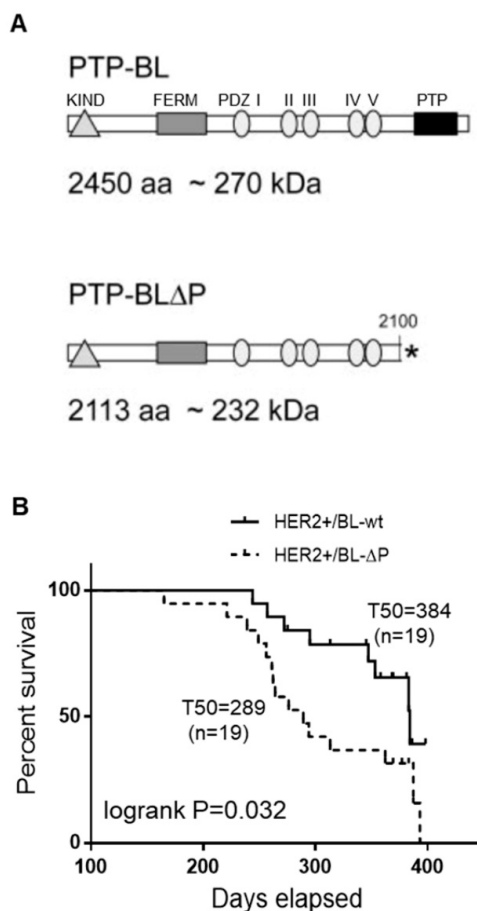 A
PTP-BL
KIND FERM PDZ I II III IV V PTP
2450 aa ~ 270 kDa
PTP-BLΔP
2100
*
2113 aa ~ 232 kDa
B
HER2+/BL-wt
HER2+/BL-ΔP
100
T50=384
(n=19)
Percent survival
50
T50=289
(n=19)
logrank P=0.032
0
100 200 300 400
Days elapsed